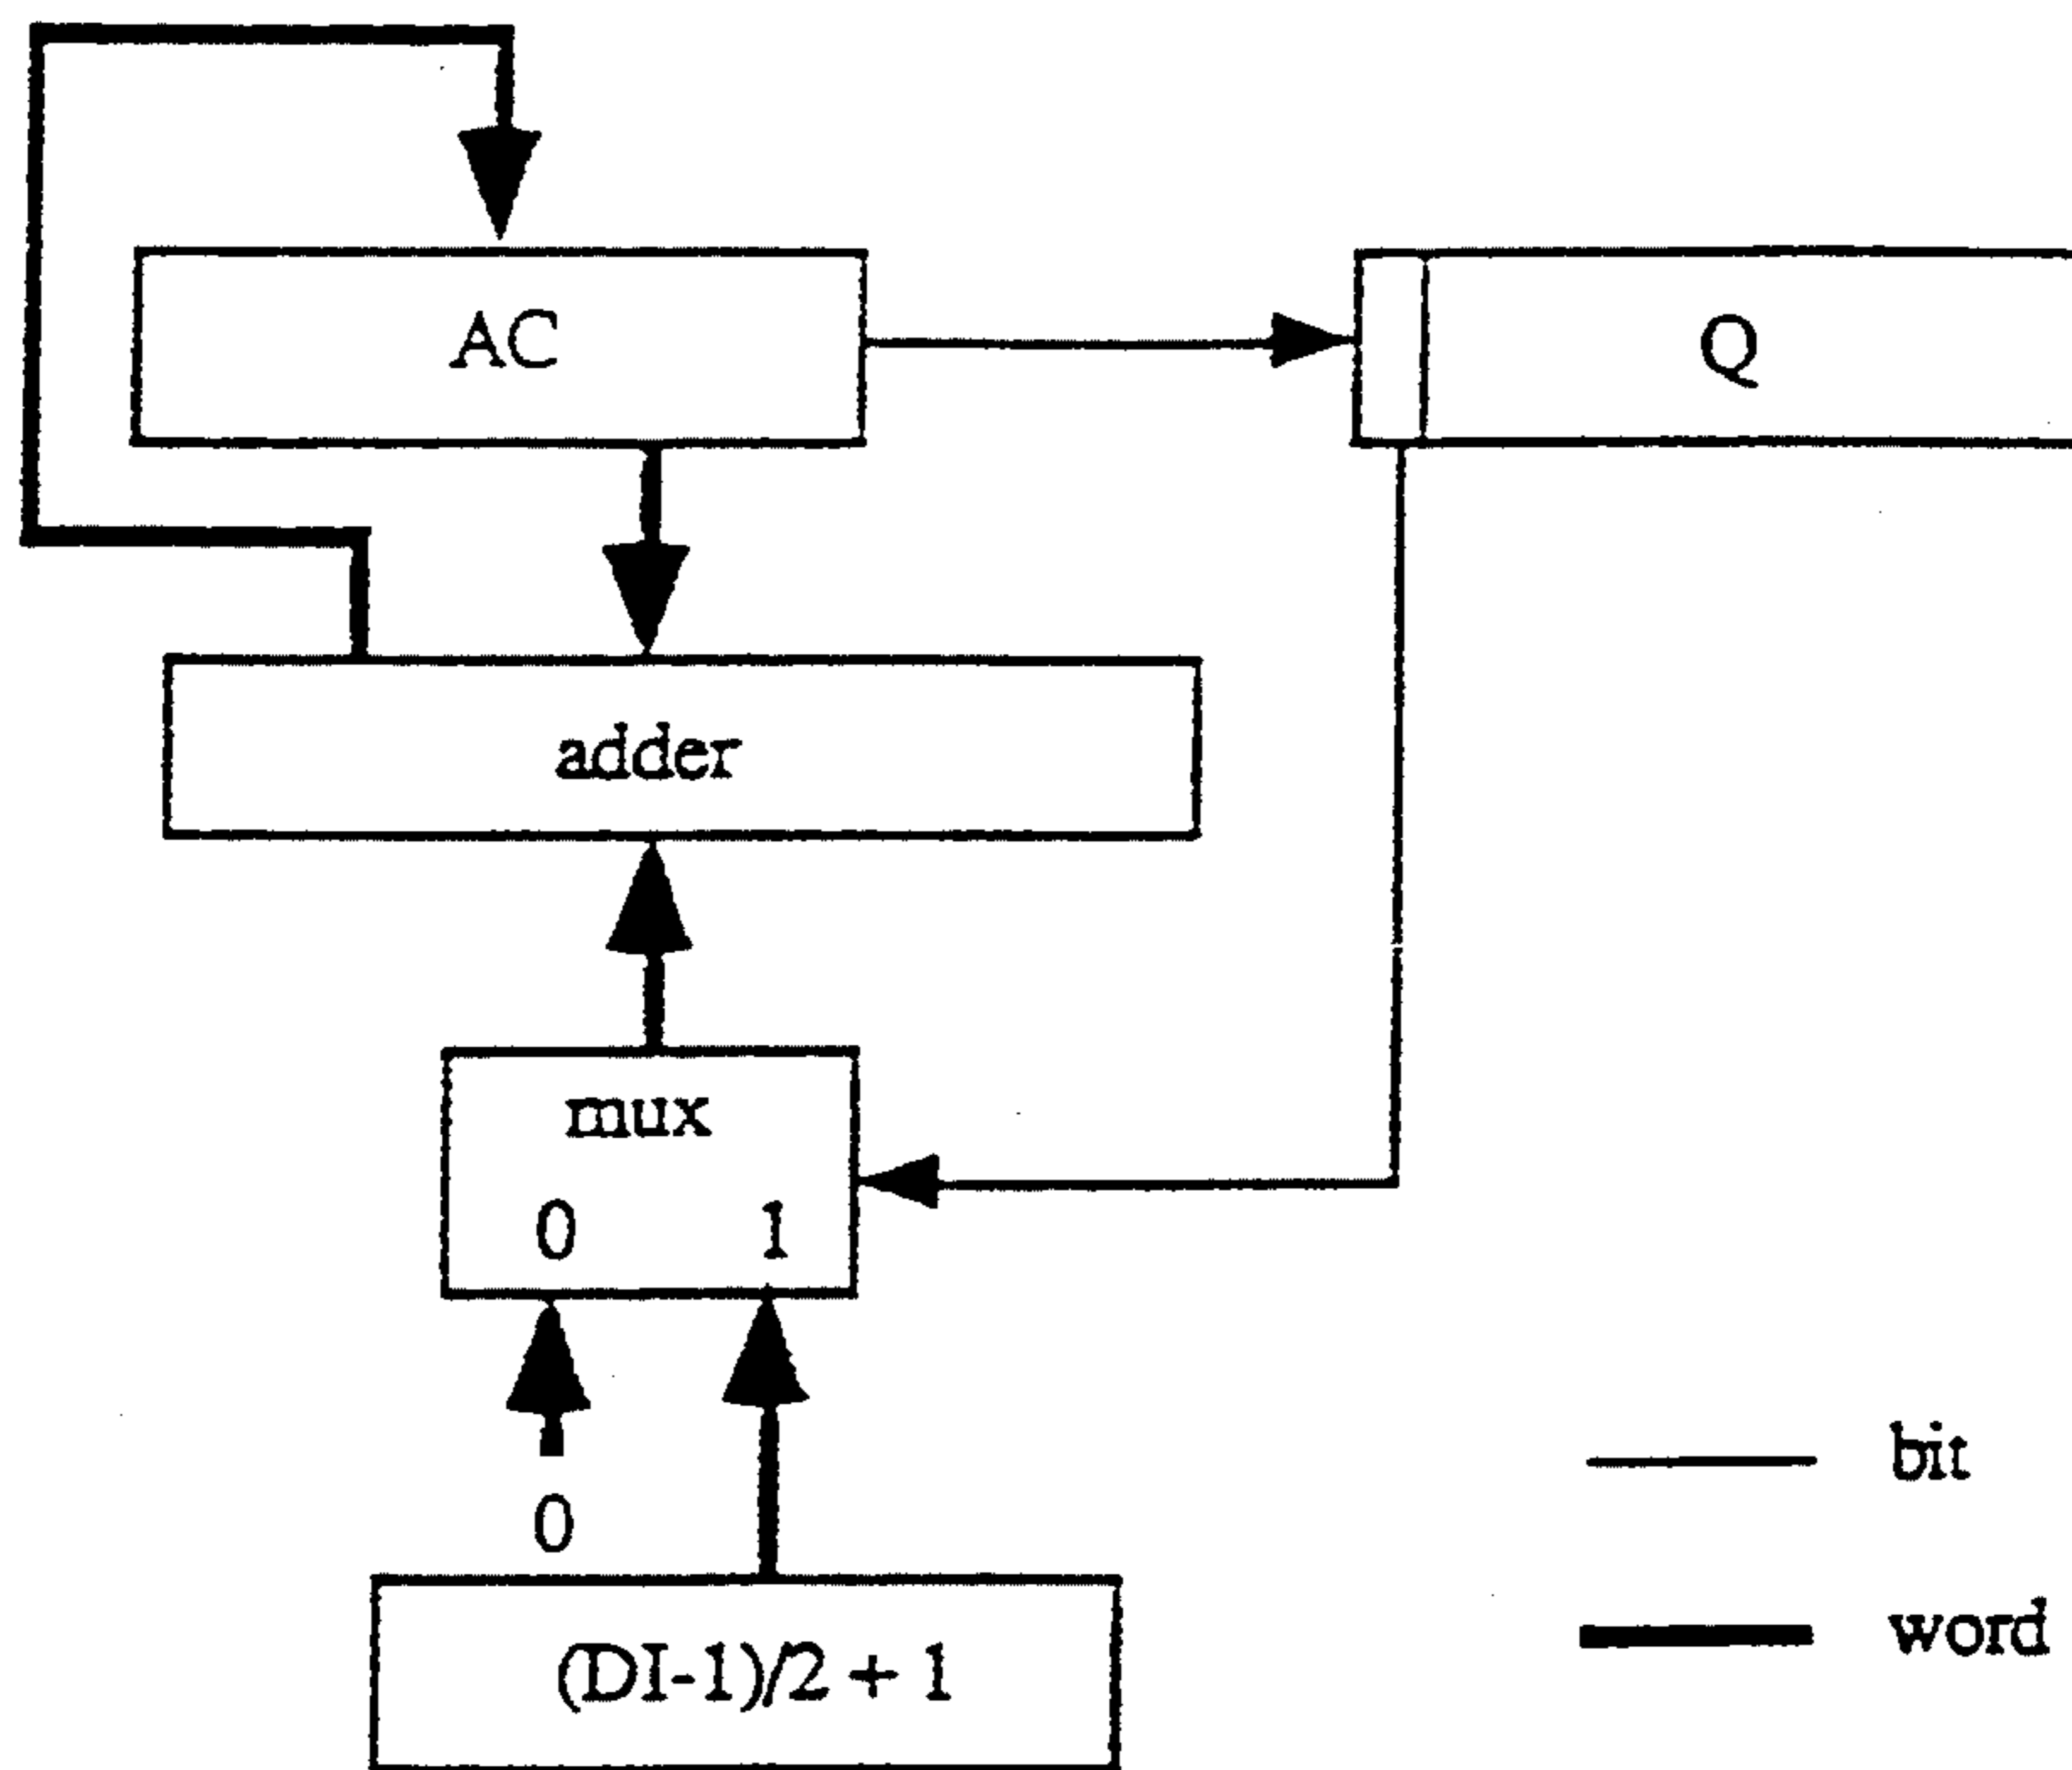 AC
Q
adder
mux
0 1
0
(DI-1)/2 + 1
bit
word